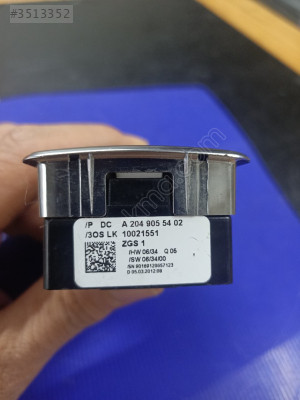 #3513352
/P DC A 204 905 54 02
/3OS LK 10021551
ZGS 1
/HW 06/34 Q 05
/SW 06/34/00